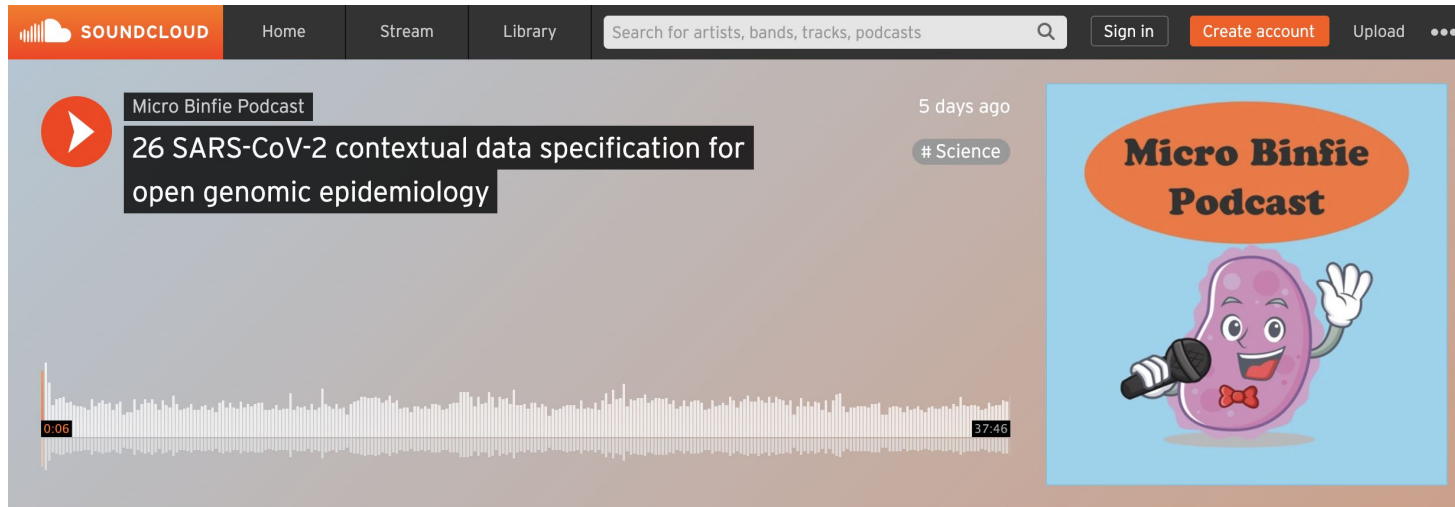 SOUNDCLOUD Home Stream Library Search for artists, bands, tracks, podcasts Sign in Create account Upload
Micro Binfie Podcast
5 days ago
26 SARS-CoV-2 contextual data specification for
open genomic epidemiology
# Science
0:06
37:46
Micro Binfie
Podcast